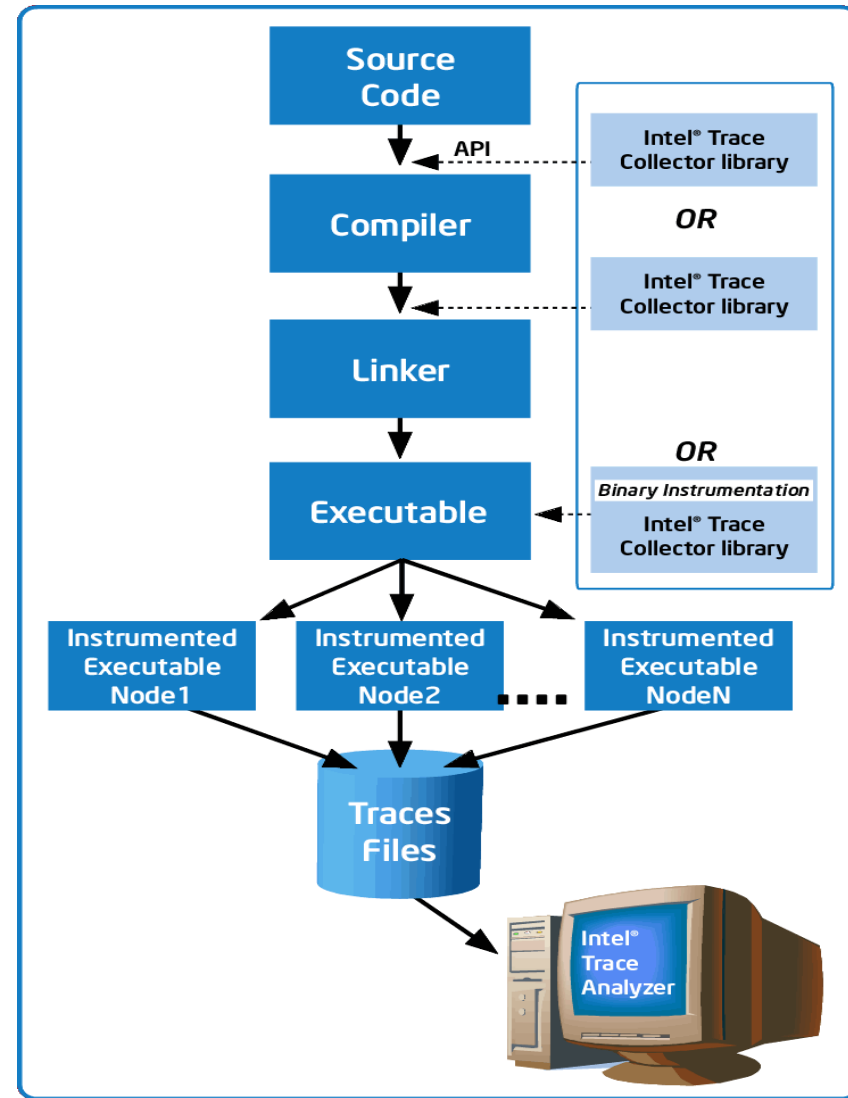 Source
Code
API
Intel® Trace
Collector library
OR
Compiler
Intel® Trace
Collector library
Linker
OR
Binary Instrumentation
Intel® Trace
Collector library
Executable
Instrumented
Executable
Node1
Instrumented
Executable
Node2
....
Instrumented
Executable
NodeN
Traces
Files
Intel®
Trace
Analyzer